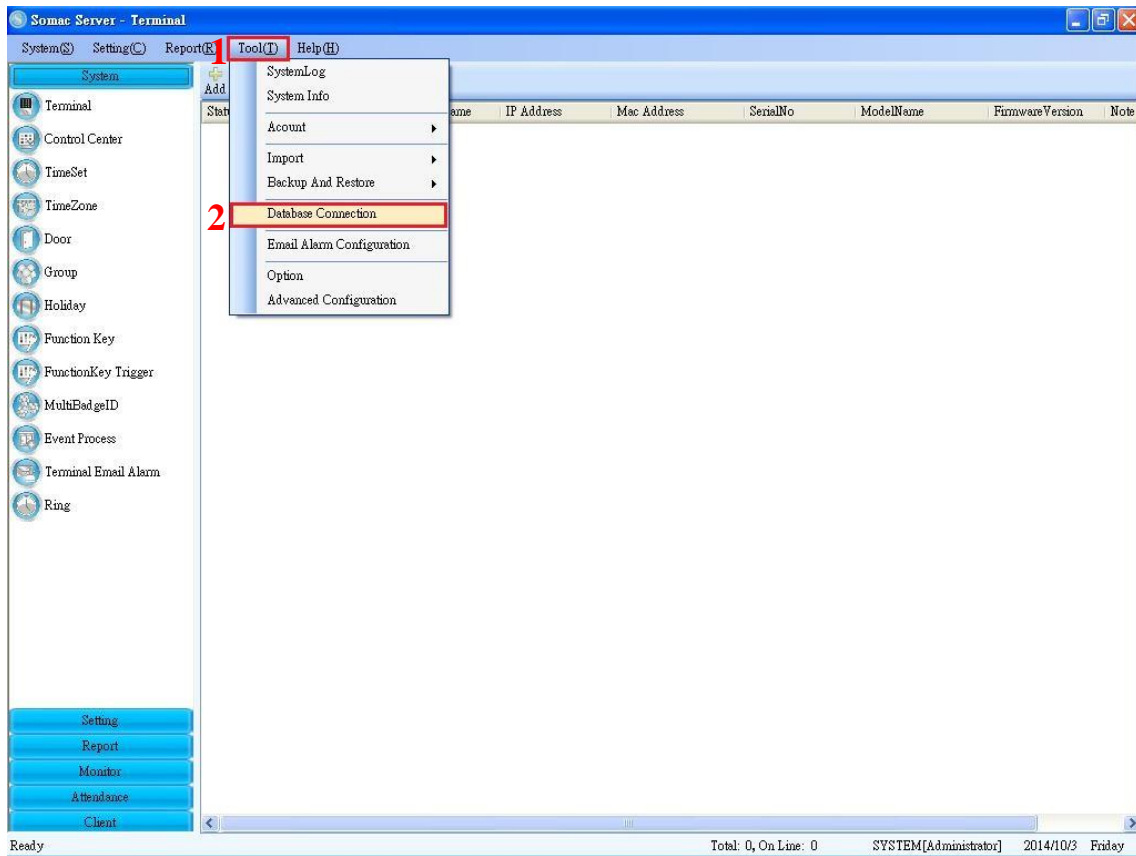 Somac Server - Terminal
System(S) Setting(C) Report(R) Tool(T) Help(H)
1
System
Add
SystemLog
System Info
Acount
Import
Backup And Restore
2
Database Connection
Email Alarm Configuration
Option
Advanced Configuration
Stat ame IP Address Mac Address SerialNo ModelName FirmwareVersion Note
Terminal
Control Center
TimeSet
TimeZone
Door
Group
Holiday
Function Key
FunctionKey Trigger
MultiBadgeID
Event Process
Terminal Email Alarm
Ring
Setting
Report
Monitor
Attendance
Client
Ready Total: 0, On Line: 0 SYSTEM[Administrator] 2014/10/3 Friday